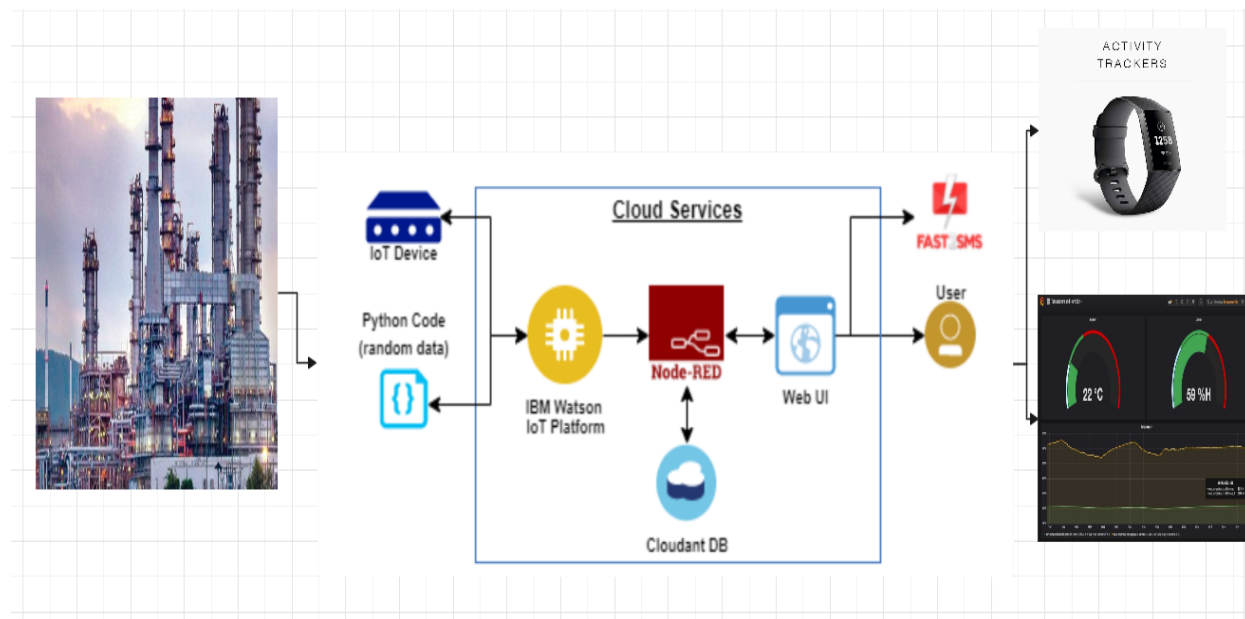 ACTIVITY
TRACKERS
1258
Cloud Services
IoT Device
FAST2SMS
Python Code
(random data)
IBM Watson
IoT Platform
Node-RED
Web UI
User
Cloudant DB
22 °C
59 %H